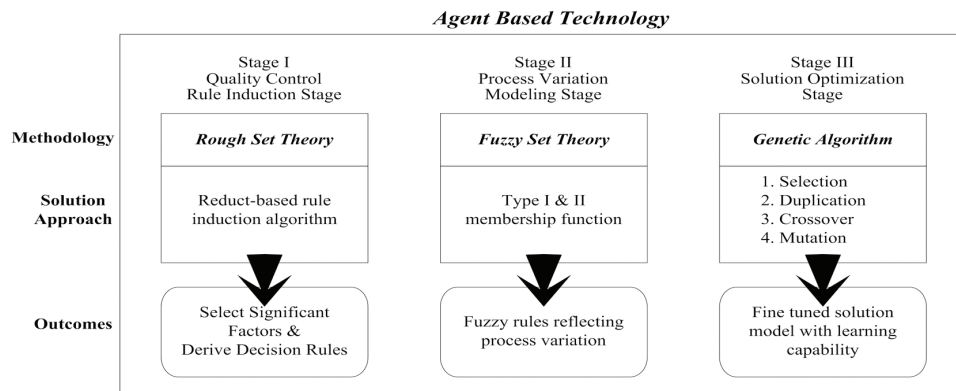 Agent Based Technology
Stage I
Quality Control
Rule Induction Stage
Stage II
Process Variation
Modeling Stage
Stage III
Solution Optimization
Stage
Methodology
Rough Set Theory
Fuzzy Set Theory
Genetic Algorithm
Solution
Approach
Reduct-based rule
induction algorithm
Type I & II
membership function
1. Selection
2. Duplication
3. Crossover
4. Mutation
Outcomes
Select Significant
Factors &
Derive Decision Rules
Fuzzy rules reflecting
process variation
Fine tuned solution
model with learning
capability